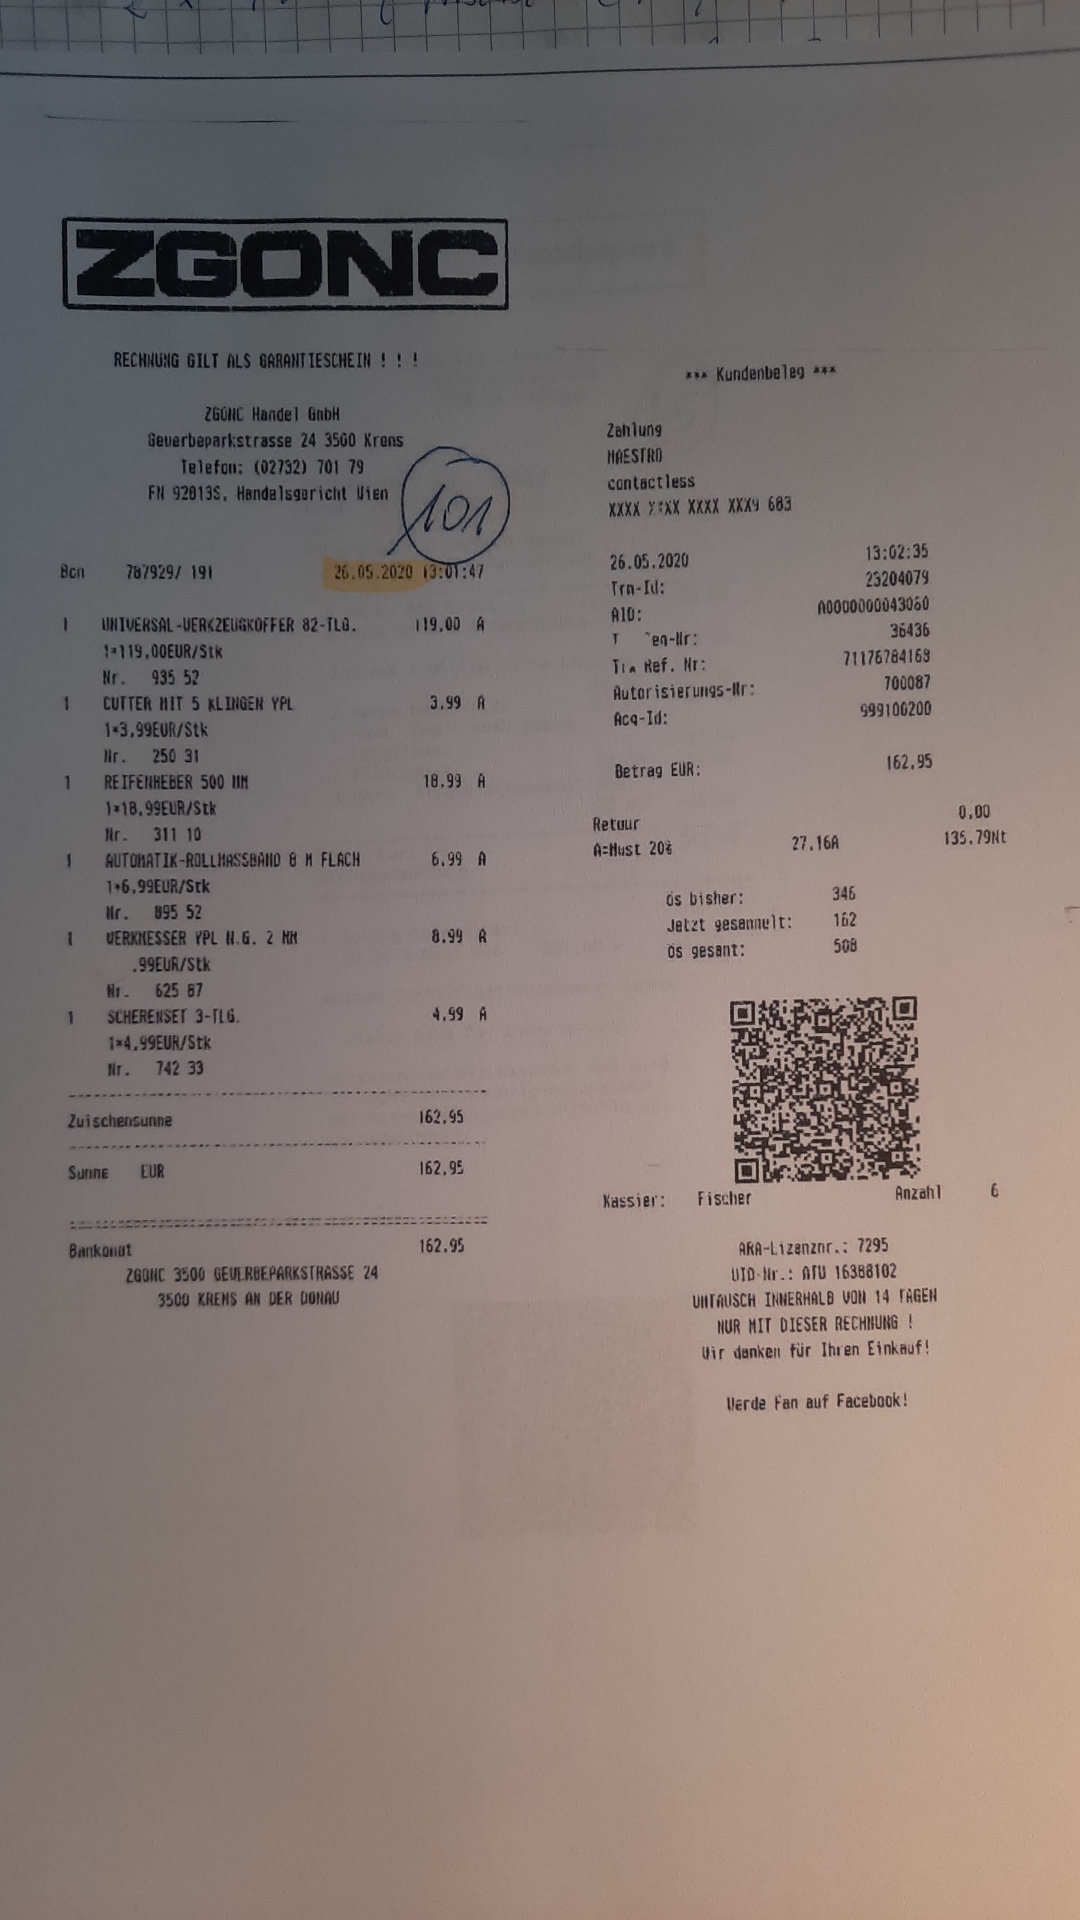 ZGONC
RECHNUNG GILT ALS GARANTIESCHEIN ! ! !
ZGONC Handel GmbH
Gewerbeparkstrasse 24 3500 Krems
Telefon: (02732) 701 79
FN 92013S, Handelsgericht Wien
101
Bon 787929/ 191 26.05.2020 13:01:47
1 UNIVERSAL-WERKZEUGKOFFER 82-TLG. 119.00 A
1*119,00EUR/Stk
Nr. 935 52
1 CUTTER MIT 5 KLINGEN YPL 3.99 A
1*3,99EUR/Stk
Nr. 250 31
1 REIFENHEBER 500 MM 18.99 A
1*18,99EUR/Stk
Nr. 311 10
1 AUTOMATIK-ROLLMASSBAND 8 M FLACH 6.99 A
1*6,99EUR/Stk
Nr. 895 52
1 WERKMESSER YPL M.G. 2 MM 8.99 A
.99EUR/Stk
Nr. 625 87
1 SCHERENSET 3-TLG. 4.99 A
1*4,99EUR/Stk
Nr. 742 33
Zwischensumme 162.95
Summe EUR 162.95
Bankomat 162.95
ZGONC 3500 GEWERBEPARKSTRASSE 24
3500 KREMS AN DER DONAU
*** Kundenbeleg ***
Zahlung
MAESTRO
contactless
XXXX XXXX XXXX XXX9 683
26.05.2020 13:02:35
Trn-Id: 23204079
AID: A0000000043060
36436
Trx Ref. Nr: 71176784163
Autorisierungs-Nr: 700087
Acq-Id: 999100200
Betrag EUR: 162.95
Retour 0,00
A=Mwst 20% 27.16A 135.79Nt
ös bisher: 346
Jetzt gesammelt: 162
ös gesamt: 508
Kassier: Fischer Anzahl 6
ARA-Lizenznr.: 7295
UID-Nr.: ATU 16388102
UMTAUSCH INNERHALB VON 14 TAGEN
NUR MIT DIESER RECHNUNG !
Wir danken für Ihren Einkauf!
Werde Fan auf Facebook!